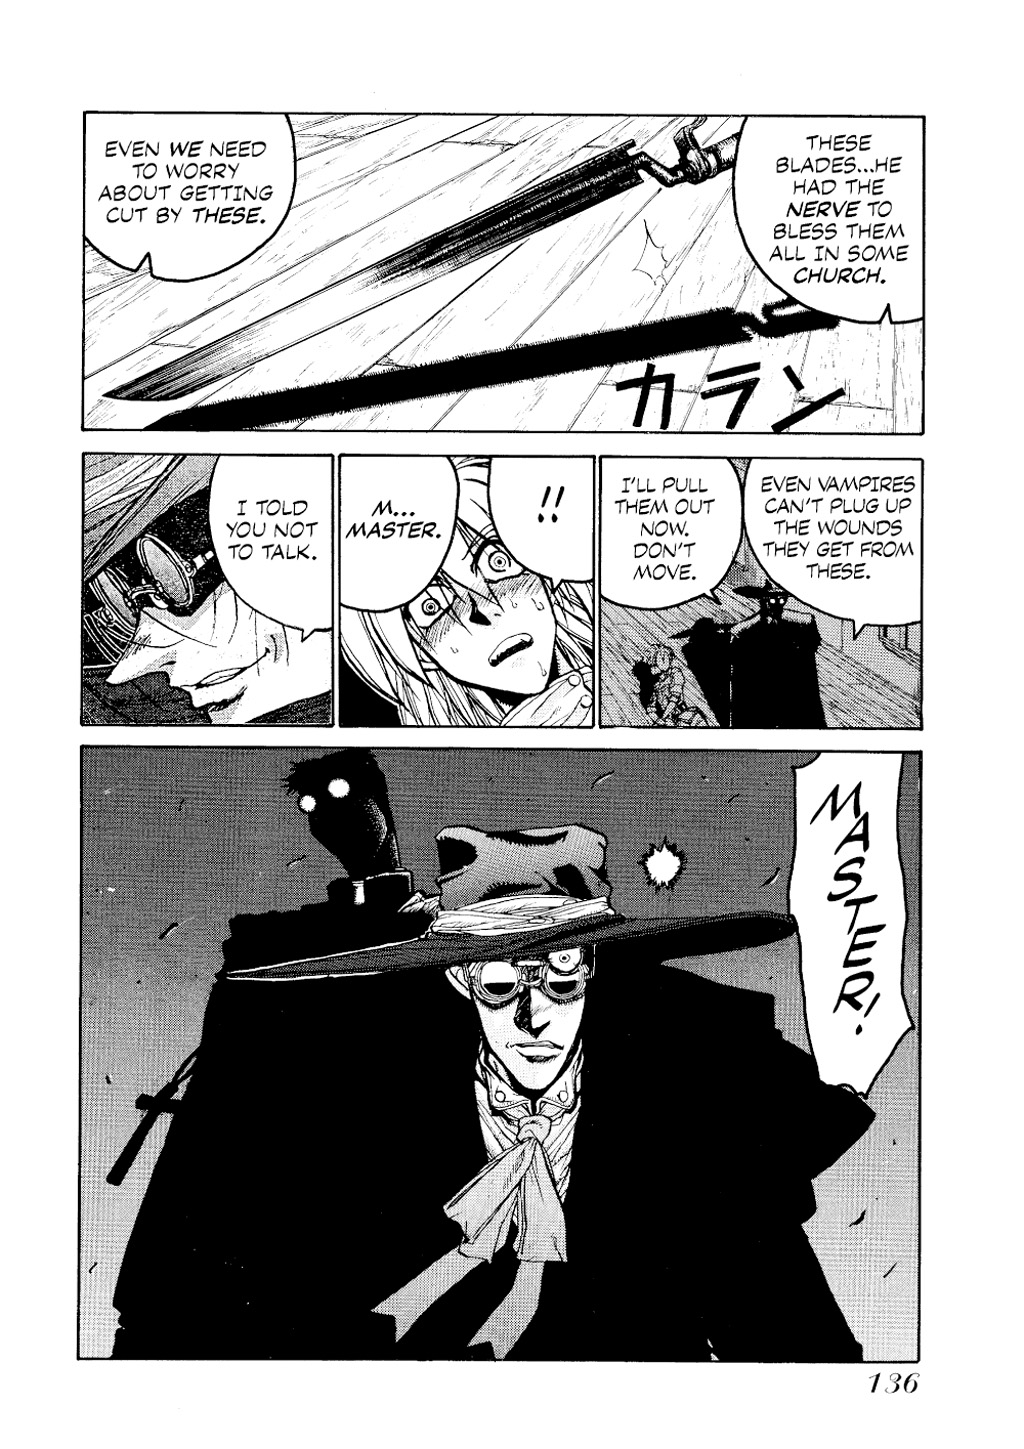 THESE
BLADES...HE
HAD THE
NERVE TO
BLESS THEM
ALL IN SOME
CHURCH.
EVEN WE NEED
TO WORRY
ABOUT GETTING
CUT BY THESE.
カラン
EVEN VAMPIRES
CAN'T PLUG UP
THE WOUNDS
THEY GET FROM
THESE.
I'LL PULL
THEM OUT
NOW.
DON'T
MOVE.
!!
M...
MASTER.
I TOLD
YOU NOT
TO TALK.
MASTER!
136